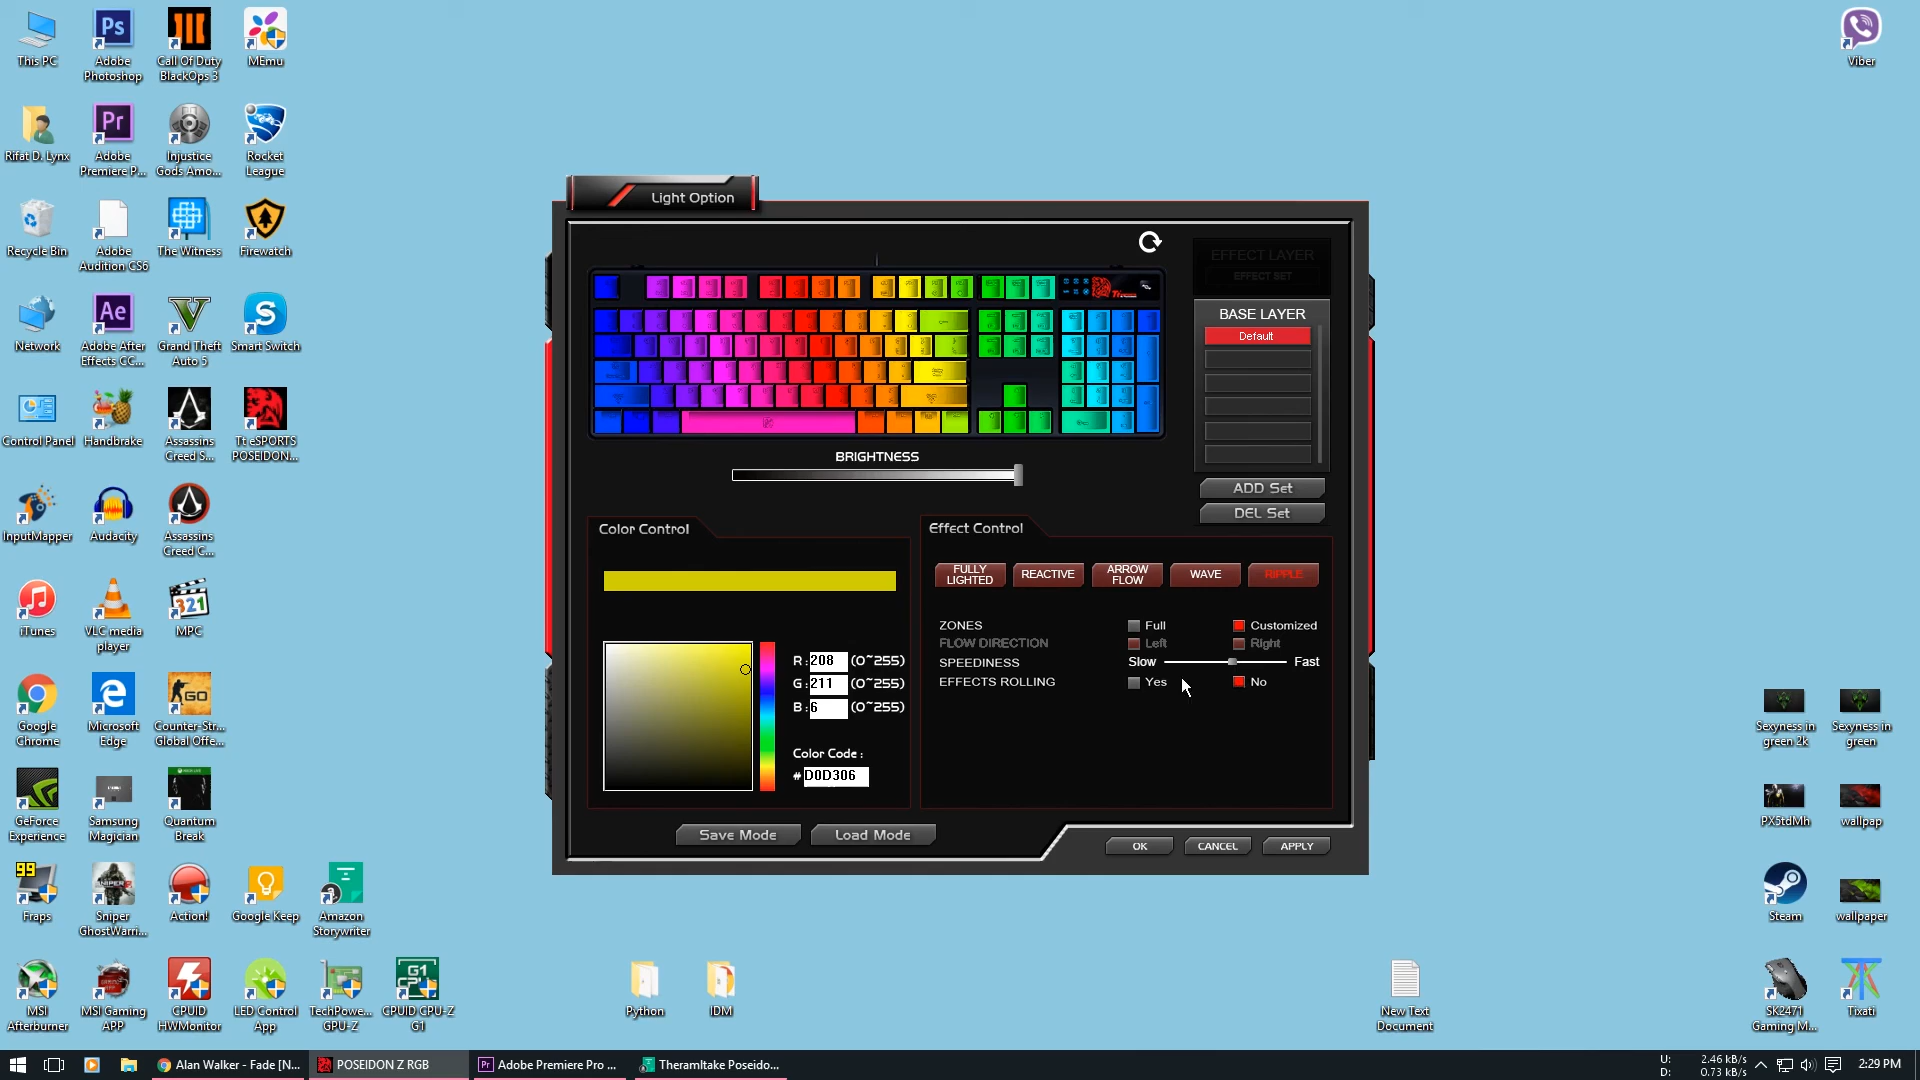 This PC
Adobe
Photoshop
Call Of Duty
BlackOps 3
MEmu
Viber
Rifat D. Lynx
Adobe
Premiere P...
Injustice
Gods Amo...
Rocket
League
Recycle Bin
Adobe
Audition CS6
The Witness
Firewatch
Network
Adobe After
Effects CC...
Grand Theft
Auto 5
Smart Switch
Control Panel
Handbrake
Assassins
Creed S...
Tt eSPORTS
POSEIDON...
InputMapper
Audacity
Assassins
Creed C...
iTunes
VLC media
player
MPC
Google
Chrome
Microsoft
Edge
Counter-Str...
Global Offe...
GeForce
Experience
Samsung
Magician
Quantum
Break
Fraps
Sniper
GhostWarri...
Action!
Google Keep
Amazon
Storywriter
MSI
Afterburner
MSI Gaming
APP
CPUID
HWMonitor
LED Control
App
TechPowe...
GPU-Z
CPUID CPU-Z
G1
Python
IDM
New Text
Document
Sexyness in
green 2k
Sexyness in
green
PX5tdMh
wallpap
Steam
wallpaper
SK2471
Gaming M...
Tixati
Light Option
EFFECT LAYER
EFFECT SET
BASE LAYER
Default
ADD Set
DEL Set
BRIGHTNESS
Color Control
R: 208 (0~255)
G: 211 (0~255)
B: 6 (0~255)
Color Code :
# D0D306
Effect Control
FULLY
LIGHTED
REACTIVE
ARROW
FLOW
WAVE
RIPPLE
ZONES Full Customized
FLOW DIRECTION Left Right
SPEEDINESS Slow Fast
EFFECTS ROLLING Yes No
Save Mode
Load Mode
OK
CANCEL
APPLY
Alan Walker - Fade [N...
POSEIDON Z RGB
Adobe Premiere Pro ...
TheramItake Poseido...
U: 2.46 kB/s
D: 0.73 kB/s
2:29 PM